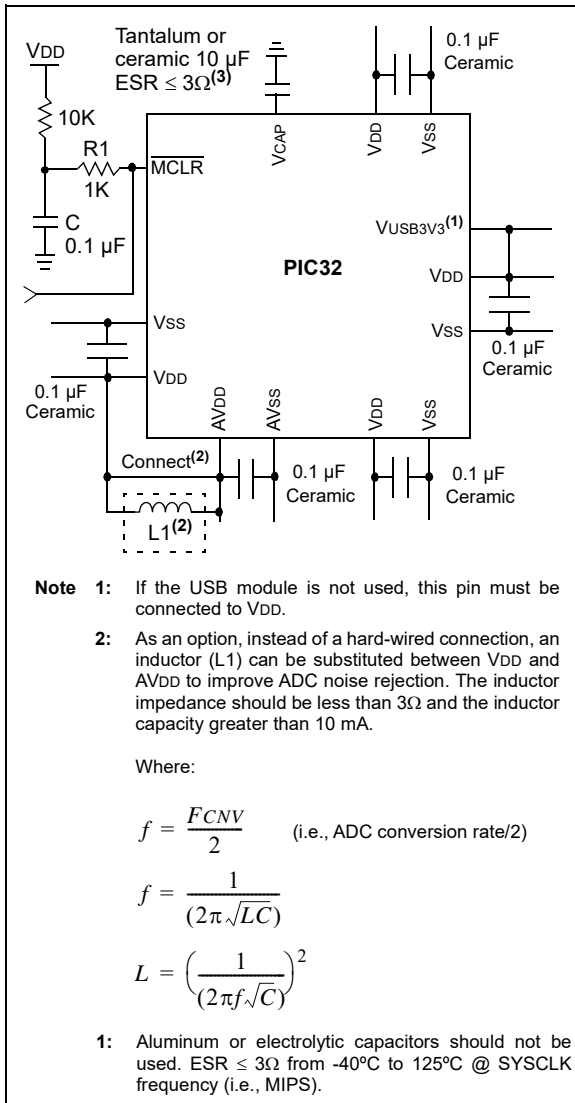 VDD
Tantalum or
ceramic 10 µF
ESR ≤ 3Ω(3)
0.1 µF
Ceramic
10K
R1
1K
C
0.1 µF
MCLR
VCAP
VDD
VSS
VUSB3V3(1)
VDD
VSS
PIC32
0.1 µF
Ceramic
VSS
VDD
0.1 µF
Ceramic
AVDD
AVSS
VDD
VSS
Connect(2)
L1(2)
0.1 µF
Ceramic
0.1 µF
Ceramic
Note 1: If the USB module is not used, this pin must be
connected to VDD.
2: As an option, instead of a hard-wired connection, an
inductor (L1) can be substituted between VDD and
AVDD to improve ADC noise rejection. The inductor
impedance should be less than 3Ω and the inductor
capacity greater than 10 mA.
Where:
f = FCNV / 2 (i.e., ADC conversion rate/2)
f = 1 / (2π√LC)
L = (1 / (2πf√C))²
1: Aluminum or electrolytic capacitors should not be
used. ESR ≤ 3Ω from -40ºC to 125ºC @ SYSCLK
frequency (i.e., MIPS).